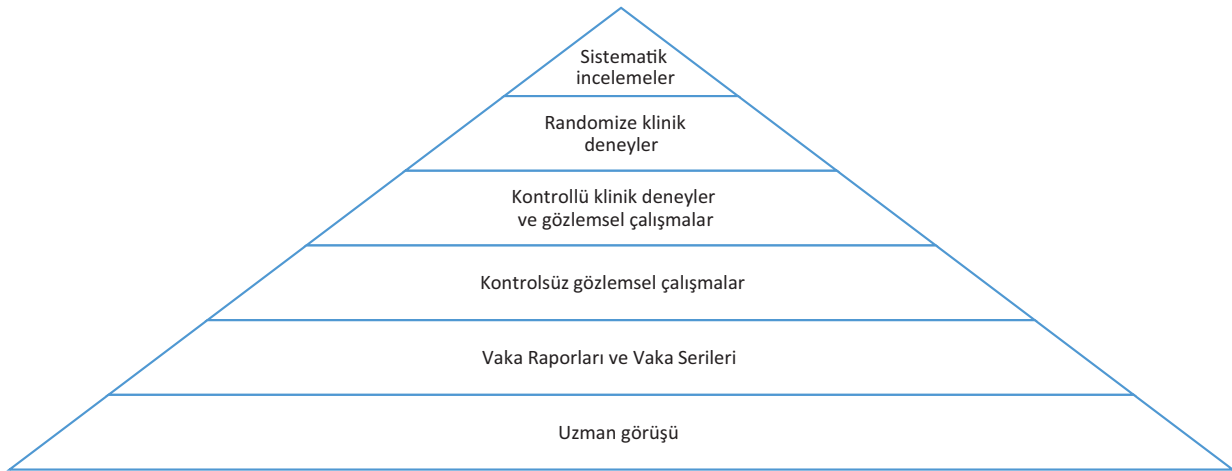 Sistematik
incelemeler
Randomize klinik
deneyler
Kontrollü klinik deneyler
ve gözlemsel çalışmalar
Kontrolsüz gözlemsel çalışmalar
Vaka Raporları ve Vaka Serileri
Uzman görüşü